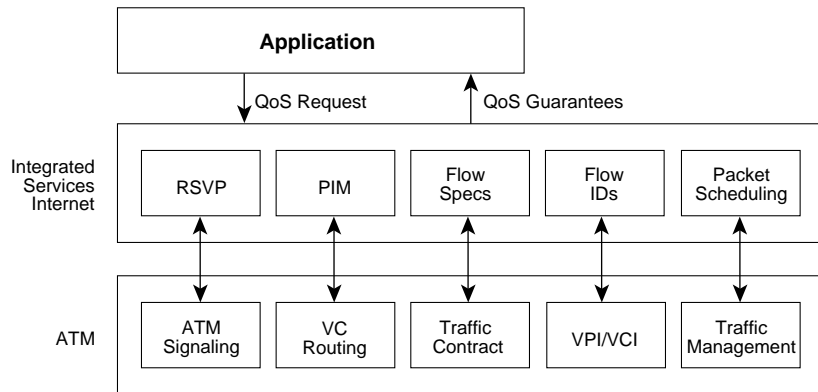 Application
QoS Request
QoS Guarantees
Integrated
Services
Internet
RSVP
PIM
Flow
Specs
Flow
IDs
Packet
Scheduling
ATM
ATM
Signaling
VC
Routing
Traffic
Contract
VPI/VCI
Traffic
Management